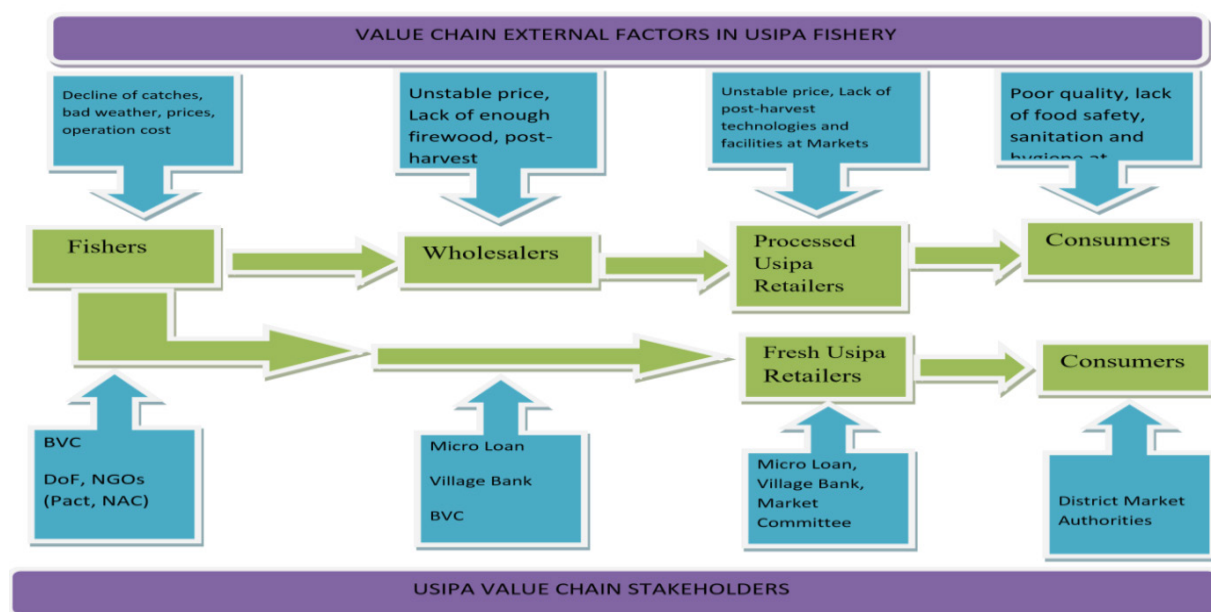 VALUE CHAIN EXTERNAL FACTORS IN USIPA FISHERY
Decline of catches,
bad weather, prices,
operation cost
Unstable price,
Lack of enough
firewood, post-
harvest
Unstable price, Lack of
post-harvest
technologies and
facilities at Markets
Poor quality, lack
of food safety,
sanitation and
hygiene at
Fishers
Wholesalers
Processed
Usipa
Retailers
Consumers
Fresh Usipa
Retailers
Consumers
BVC
DoF, NGOs
(Pact, NAC)
Micro Loan
Village Bank
BVC
Micro Loan,
Village Bank,
Market
Committee
District Market
Authorities
USIPA VALUE CHAIN STAKEHOLDERS